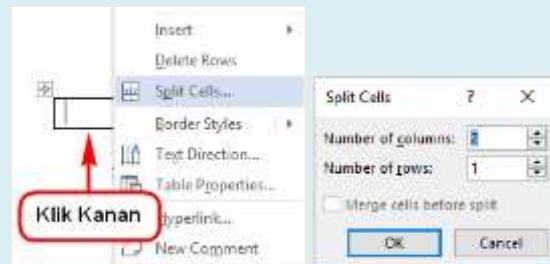 Insert
Delete Rows
Split Cells...
Border Styles
Text Direction...
Table Properties...
Hyperlink...
New Comment
Klik Kanan
Split Cells ? ×
Number of columns: 2
Number of rows: 1
Merge cells before split
OK Cancel